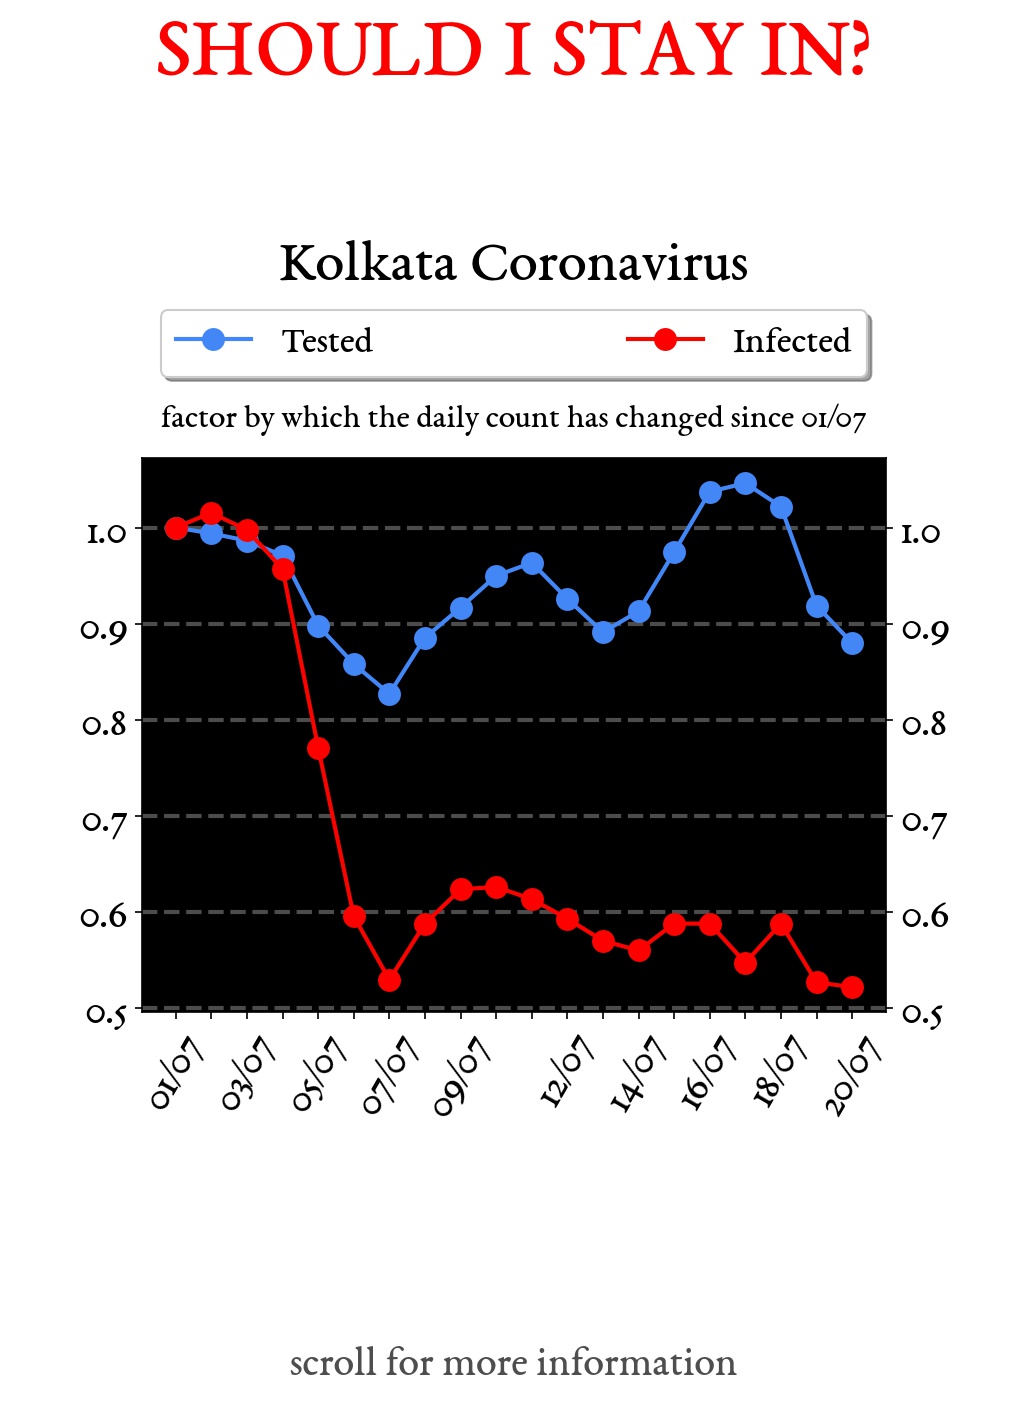 SHOULD I STAY IN?
Kolkata Coronavirus
Tested Infected
factor by which the daily count has changed since 01/07
1.0 1.0
0.9 0.9
0.8 0.8
0.7 0.7
0.6 0.6
0.5 0.5
01/07 03/07 05/07 07/07 09/07 12/07 14/07 16/07 18/07 20/07
scroll for more information